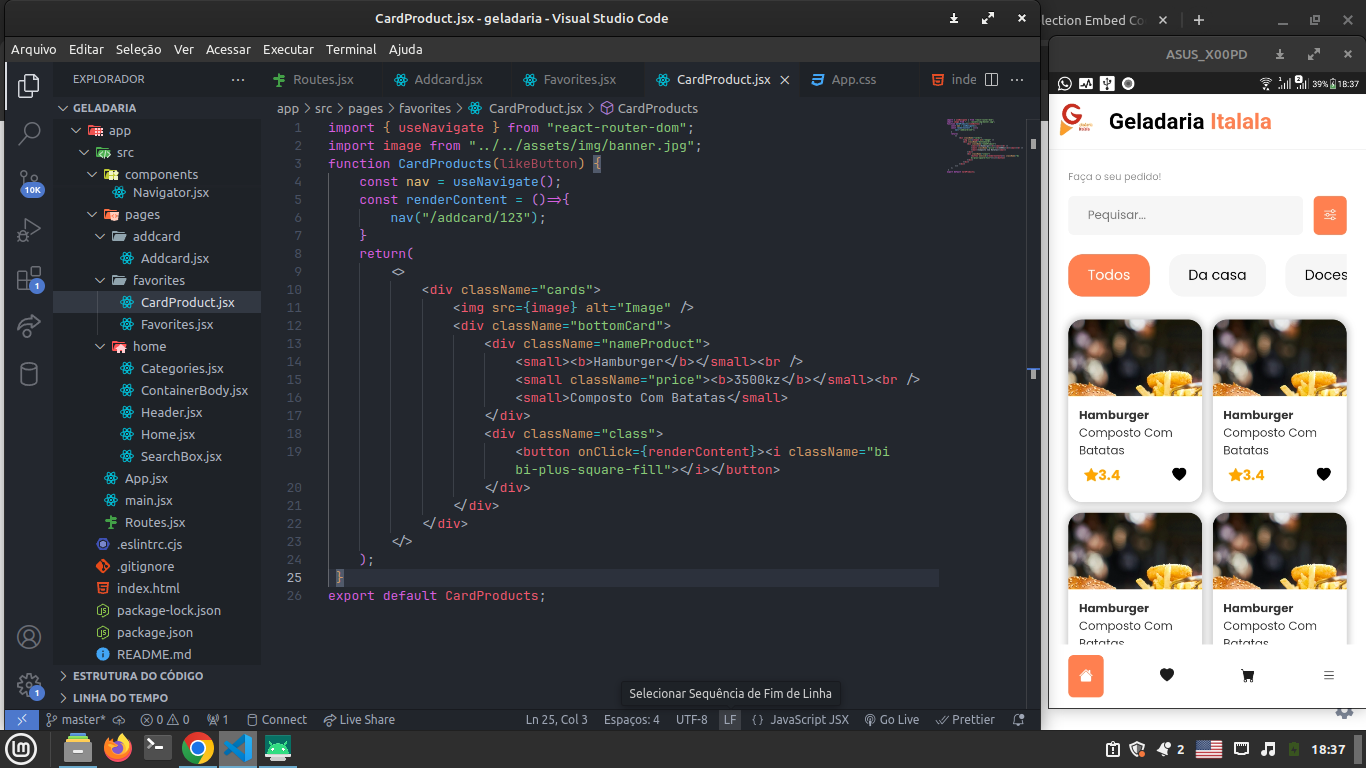 CardProduct.jsx - geladaria - Visual Studio Code
lection Embed Co
Arquivo Editar Seleção Ver Acessar Executar Terminal Ajuda
EXPLORADOR
Routes.jsx
Addcard.jsx
Favorites.jsx
CardProduct.jsx
App.css
inde
GELADARIA
app
src
components
Navigator.jsx
pages
addcard
Addcard.jsx
favorites
CardProduct.jsx
Favorites.jsx
home
Categories.jsx
ContainerBody.jsx
Header.jsx
Home.jsx
SearchBox.jsx
App.jsx
main.jsx
Routes.jsx
.eslintrc.cjs
.gitignore
index.html
package-lock.json
package.json
README.md
ESTRUTURA DO CÓDIGO
LINHA DO TEMPO
10K
1
1
app > src > pages > favorites > CardProduct.jsx > CardProducts
1 import { useNavigate } from "react-router-dom";
2 import image from "../../assets/img/banner.jpg";
3 function CardProducts(likeButton) {
4 const nav = useNavigate();
5 const renderContent = ()=>{
6 nav("/addcard/123");
7 }
8 return(
9 <>
10 <div className="cards">
11 <img src={image} alt="Image" />
12 <div className="bottomCard">
13 <div className="nameProduct">
14 <small><b>Hamburger</b></small><br />
15 <small className="price"><b>3500kz</b></small><br />
16 <small>Composto Com Batatas</small>
17 </div>
18 <div className="class">
19 <button onClick={renderContent}><i className="bi
bi-plus-square-fill"></i></button>
20 </div>
21 </div>
22 </div>
23 </>
24 );
25 }
26 export default CardProducts;
Selecionar Sequência de Fim de Linha
master* 0 0 1 Connect Live Share Ln 25, Col 3 Espaços: 4 UTF-8 LF {} JavaScript JSX Go Live Prettier
ASUS_X00PD
39% 18:37
Geladaria Italala
Faça o seu pedido!
Pequisar...
Todos Da casa Doces
Hamburger
Composto Com
Batatas
3.4
Hamburger
Composto Com
Batatas
3.4
Hamburger
Composto Com
Batatas
Hamburger
Composto Com
Batatas
2
18:37